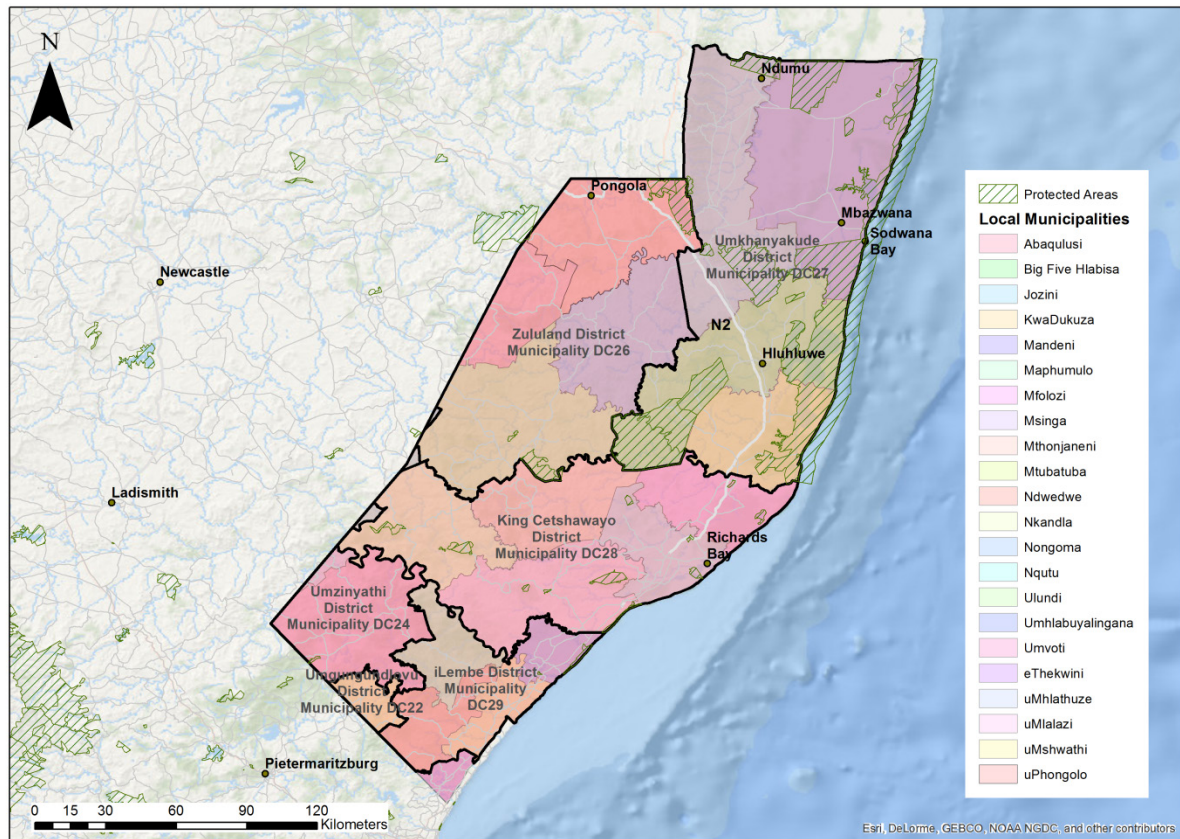 N
Ndumu
Pongola
Mbazwana
Sodwana
Bay
Umkhanyakude
District
Municipality DC27
Newcastle
N2
Zululand District
Municipality DC26
Hluhluwe
Ladismith
King Cetshawayo
District
Municipality DC28
Richards
Bay
Umzinyathi
District
Municipality DC24
Umgungundlovu
District
Municipality DC22
iLembe District
Municipality
DC29
Pietermaritzburg
0 15 30 60 90 120
Kilometers
Protected Areas
Local Municipalities
Abaqulusi
Big Five Hlabisa
Jozini
KwaDukuza
Mandeni
Maphumulo
Mfolozi
Msinga
Mthonjaneni
Mtubatuba
Ndwedwe
Nkandla
Nongoma
Nqutu
Ulundi
Umhlabuyalingana
Umvoti
eThekwini
uMhlathuze
uMlalazi
uMshwathi
uPhongolo
Esri, DeLorme, GEBCO, NOAA NGDC, and other contributors